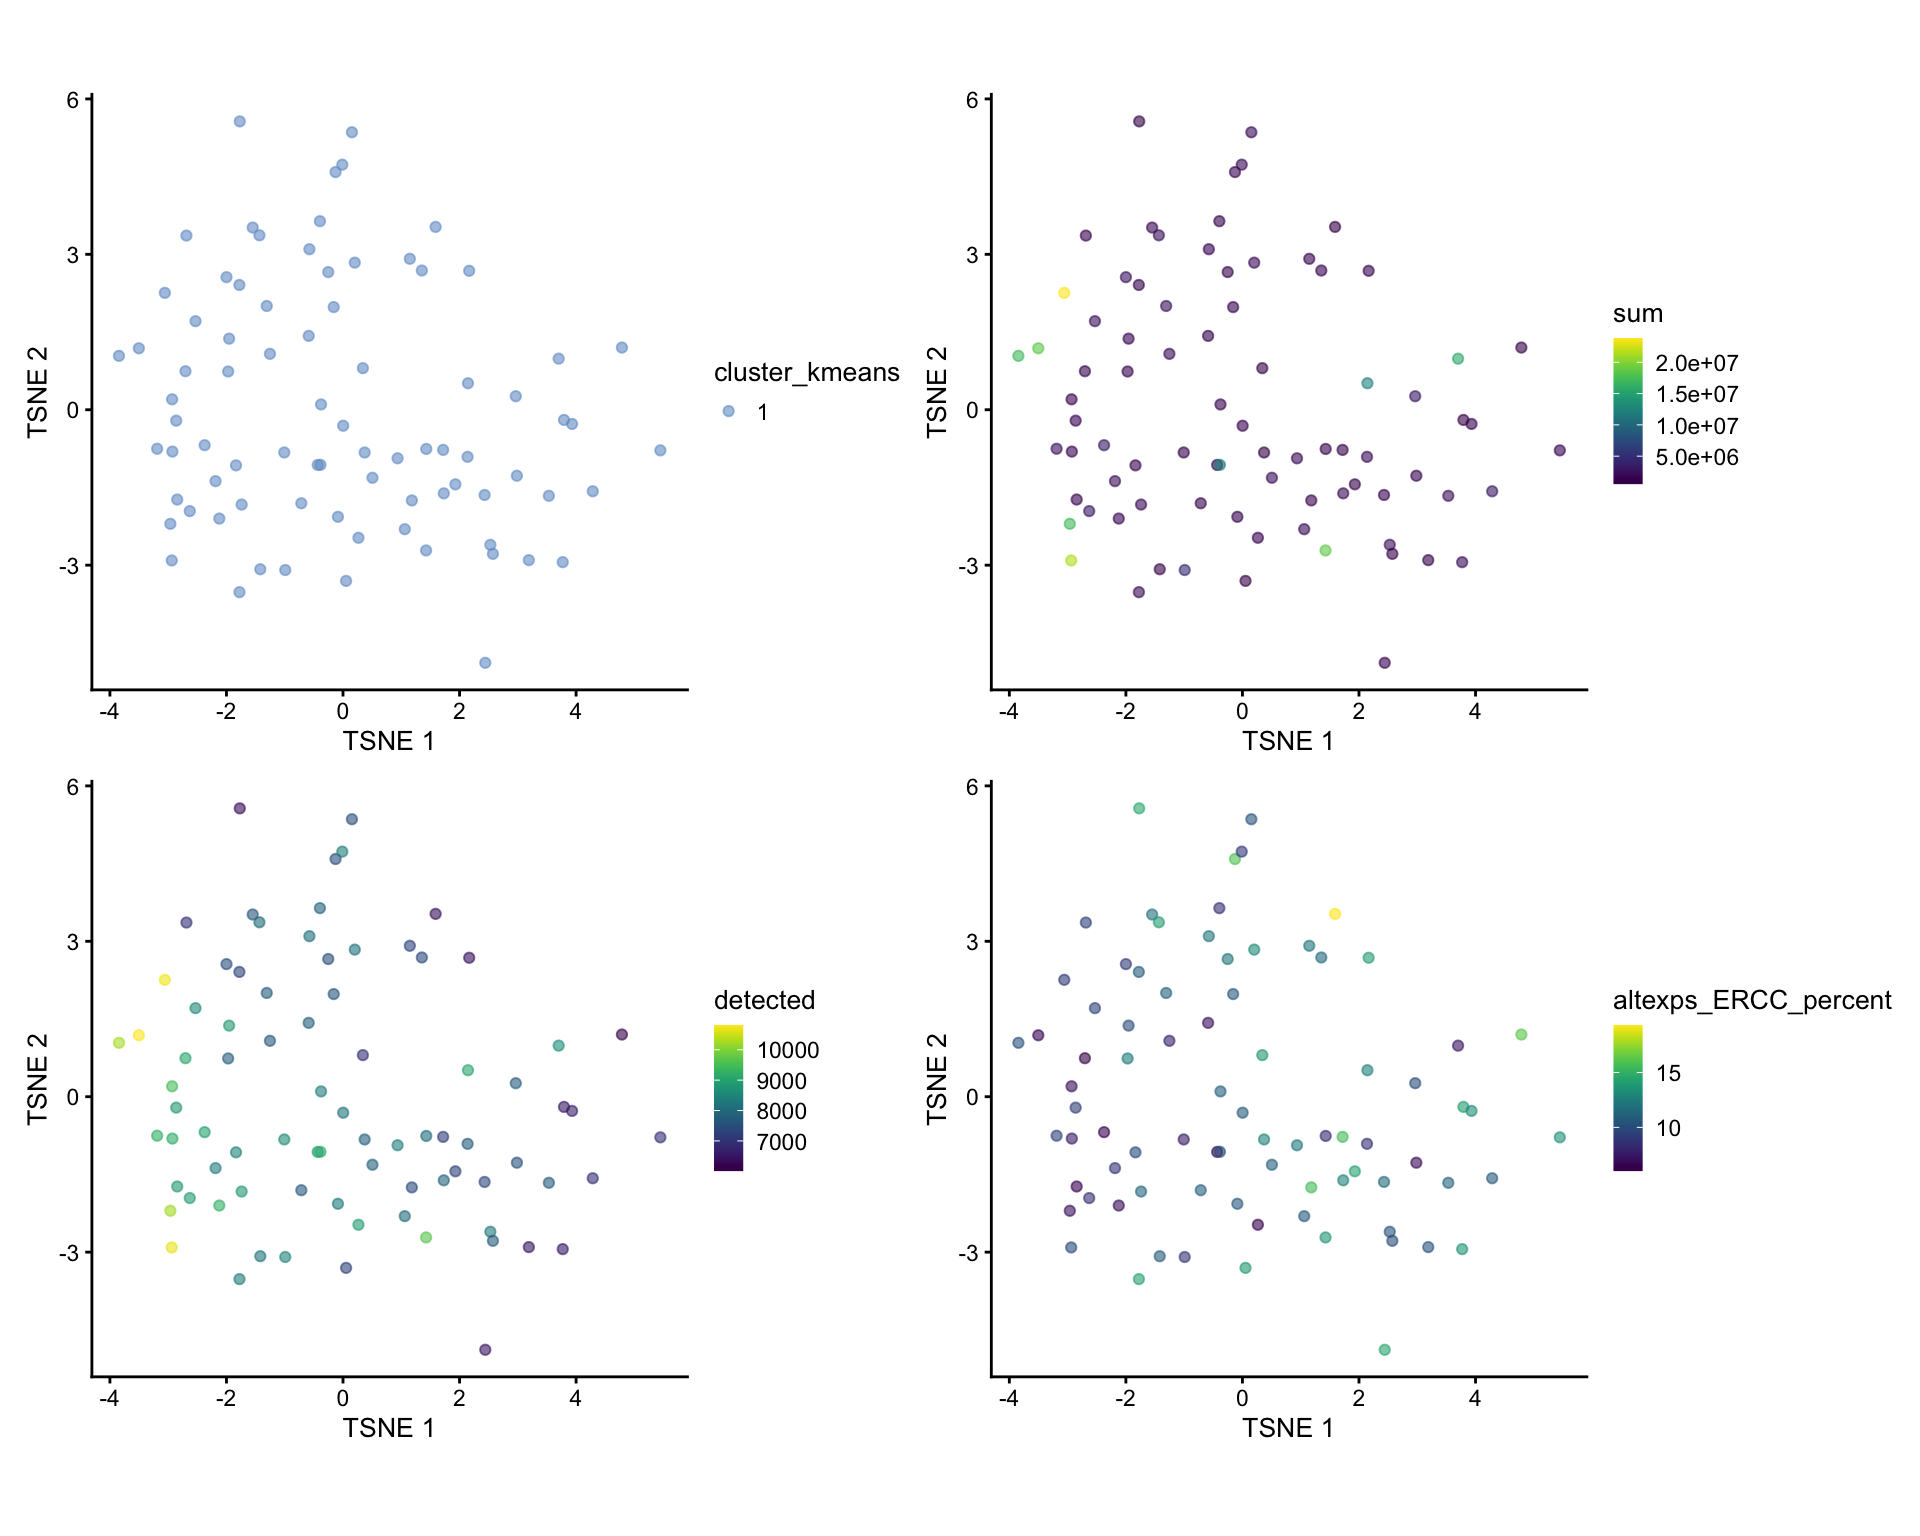 6
3
0
-3
-4 -2 0 2 4
TSNE 1
TSNE 2
cluster_kmeans
1
6
3
0
-3
-4 -2 0 2 4
TSNE 1
TSNE 2
sum
2.0e+07
1.5e+07
1.0e+07
5.0e+06
6
3
0
-3
-4 -2 0 2 4
TSNE 1
TSNE 2
detected
10000
9000
8000
7000
6
3
0
-3
-4 -2 0 2 4
TSNE 1
TSNE 2
altexps_ERCC_percent
15
10